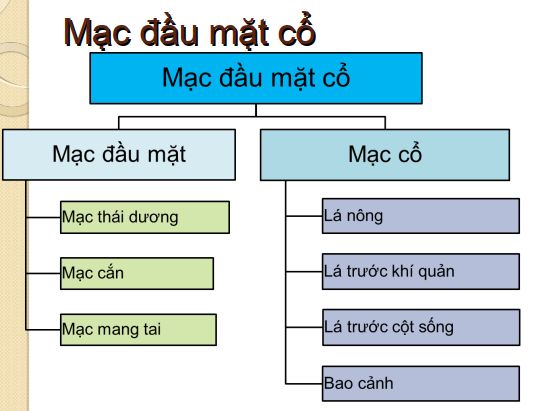 Mạc đầu mặt cổ
Mạc đầu mặt cổ
Mạc đầu mặt
Mạc cổ
Mạc thái dương
Mạc cắn
Mạc mang tai
Lá nông
Lá trước khí quản
Lá trước cột sống
Bao cảnh